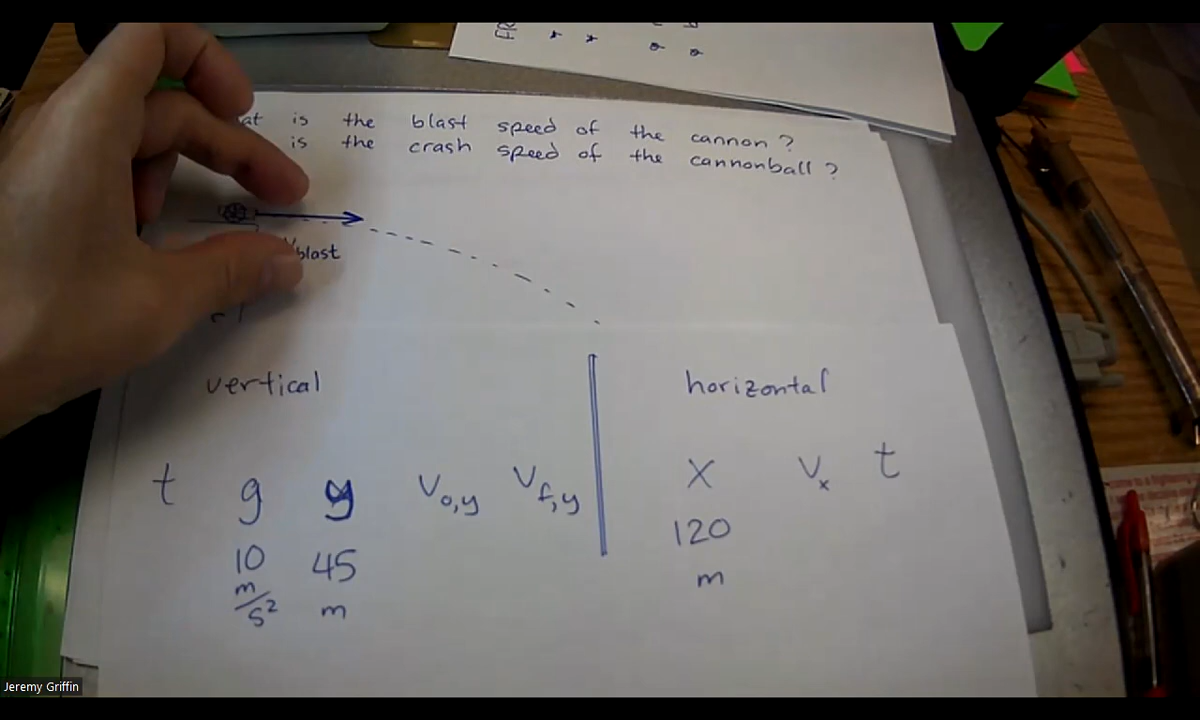 is the blast speed of the cannon ?
is the crash speed of the cannonball ?
blast
vertical
horizontal
t g y V0,y Vf,y
X Vx t
10 m/s² 45 m
120 m
Jeremy Griffin